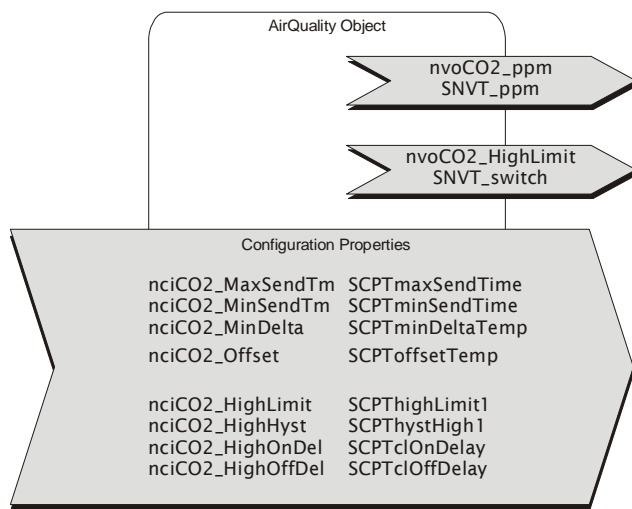 AirQuality Object
nvoCO2_ppm
SNVT_ppm
nvoCO2_HighLimit
SNVT_switch
Configuration Properties
nciCO2_MaxSendTm SCPTmaxSendTime
nciCO2_MinSendTm SCPTminSendTime
nciCO2_MinDelta SCPTminDeltaTemp
nciCO2_Offset SCPToffsetTemp
nciCO2_HighLimit SCPThighLimit1
nciCO2_HighHyst SCPThystHigh1
nciCO2_HighOnDel SCPTclOnDelay
nciCO2_HighOffDel SCPTclOffDelay